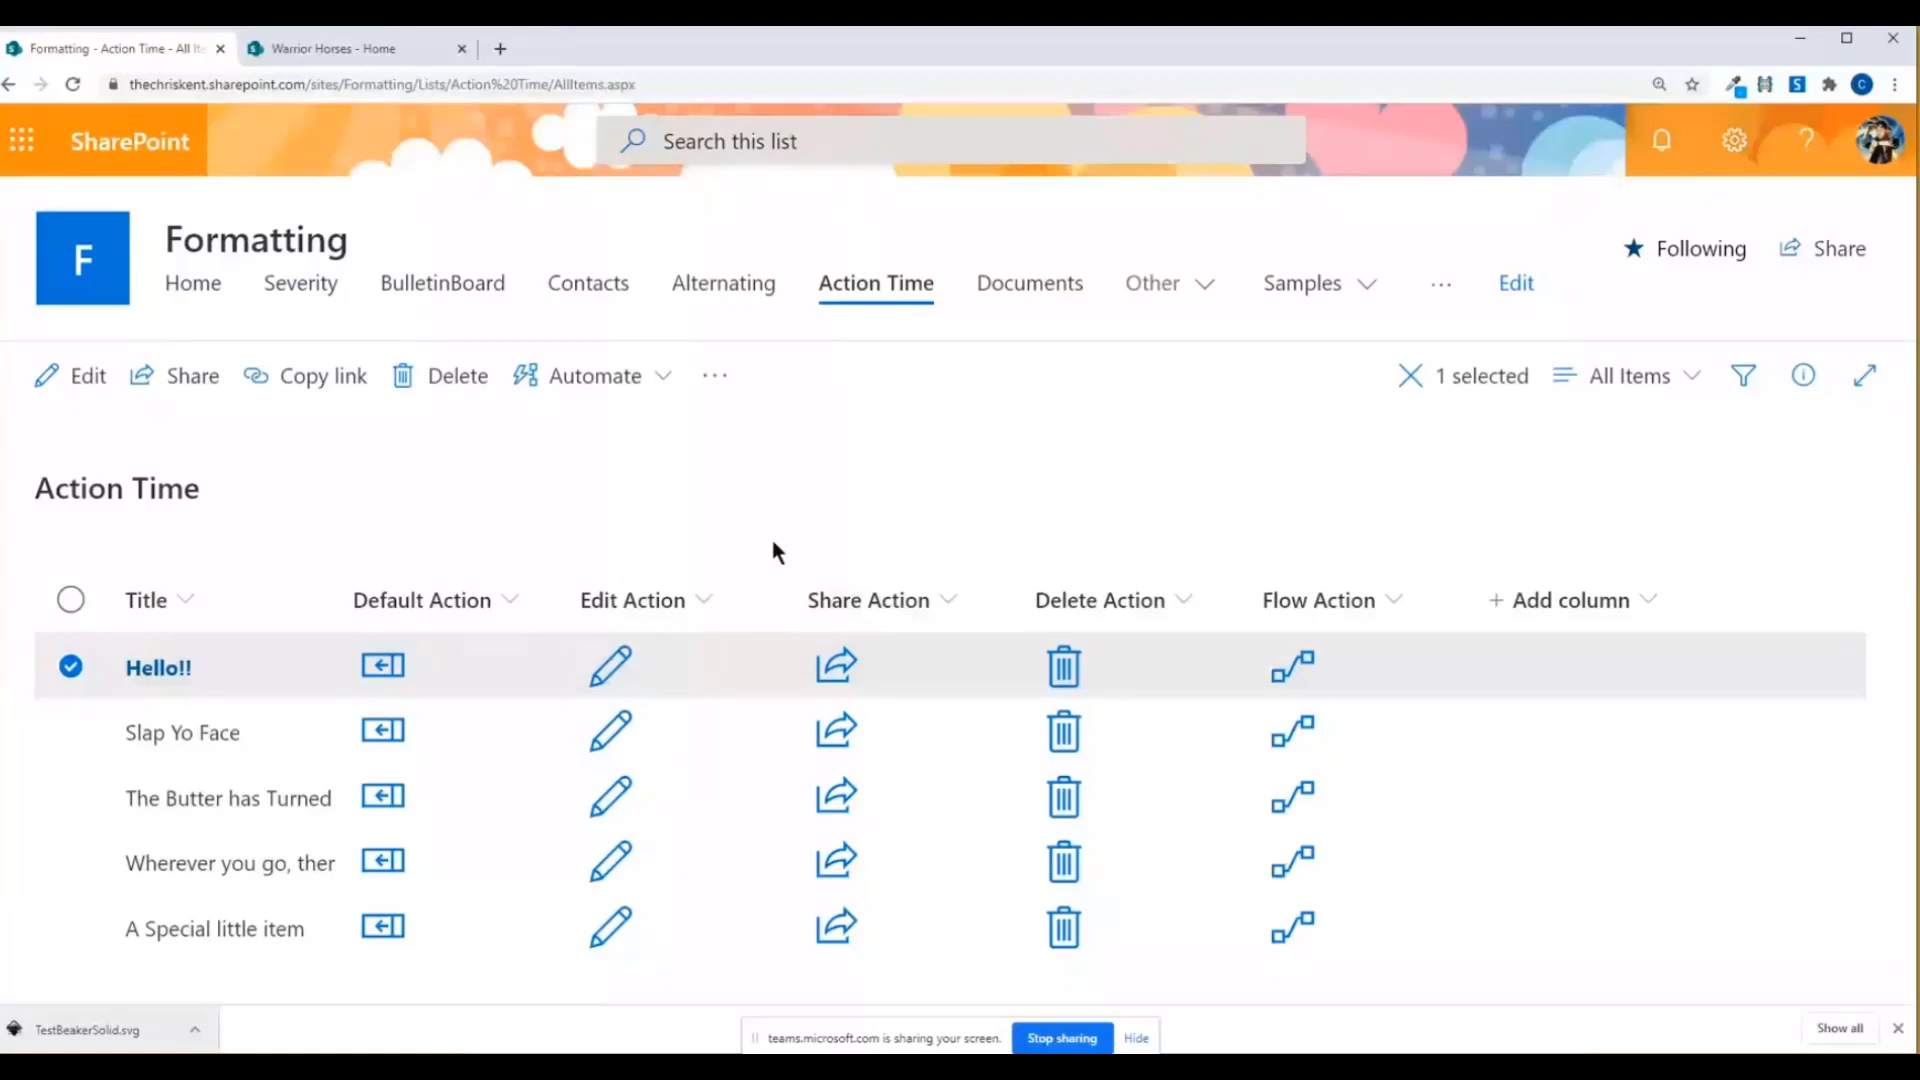 Formatting - Action Time - All Ite
Warrior Horses - Home
thechriskent.sharepoint.com/sites/Formatting/Lists/Action%20Time/AllItems.aspx
S
C
SharePoint
Search this list
?
F
Formatting
Following
Share
Home
Severity
BulletinBoard
Contacts
Alternating
Action Time
Documents
Other
Samples
...
Edit
Edit
Share
Copy link
Delete
Automate
...
1 selected
All Items
Action Time
Title
Default Action
Edit Action
Share Action
Delete Action
Flow Action
+ Add column
Hello!!
Slap Yo Face
The Butter has Turned
Wherever you go, ther
A Special little item
TestBeakerSolid.svg
teams.microsoft.com is sharing your screen.
Stop sharing
Hide
Show all